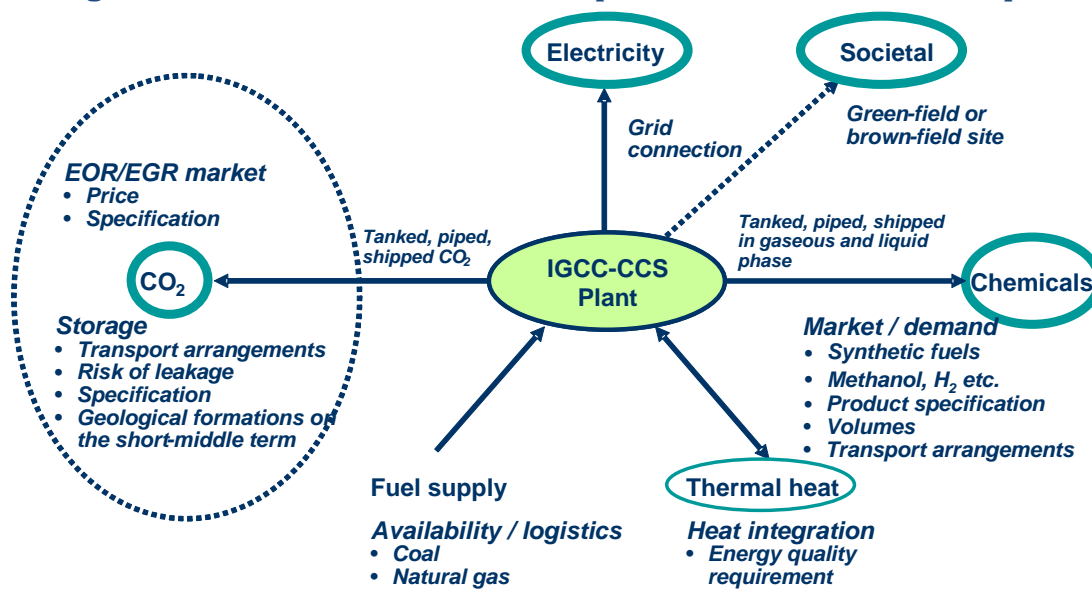 Electricity
Societal
Green-field or
brown-field site
Grid
connection
EOR/EGR market
• Price
• Specification
Tanked, piped,
shipped CO₂
Tanked, piped, shipped
in gaseous and liquid
phase
IGCC-CCS
Plant
CO₂
Chemicals
Storage
• Transport arrangements
• Risk of leakage
• Specification
• Geological formations on
the short-middle term
Market / demand
• Synthetic fuels
• Methanol, H₂ etc.
• Product specification
• Volumes
• Transport arrangements
Fuel supply
Availability / logistics
• Coal
• Natural gas
Thermal heat
Heat integration
• Energy quality
requirement